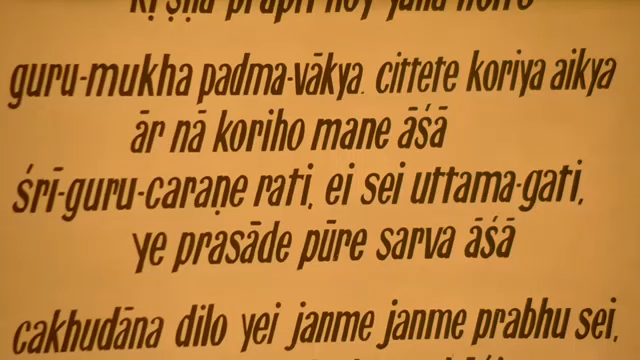 guru-mukha padma-vākya. cittete koriya aikya
ār nā koriho mane āśā
śrī-guru-caraṇe rati, ei sei uttama-gati,
ye prasāde pūre sarva āśā
cakhudāna dilo yei janme janme prabhu sei,